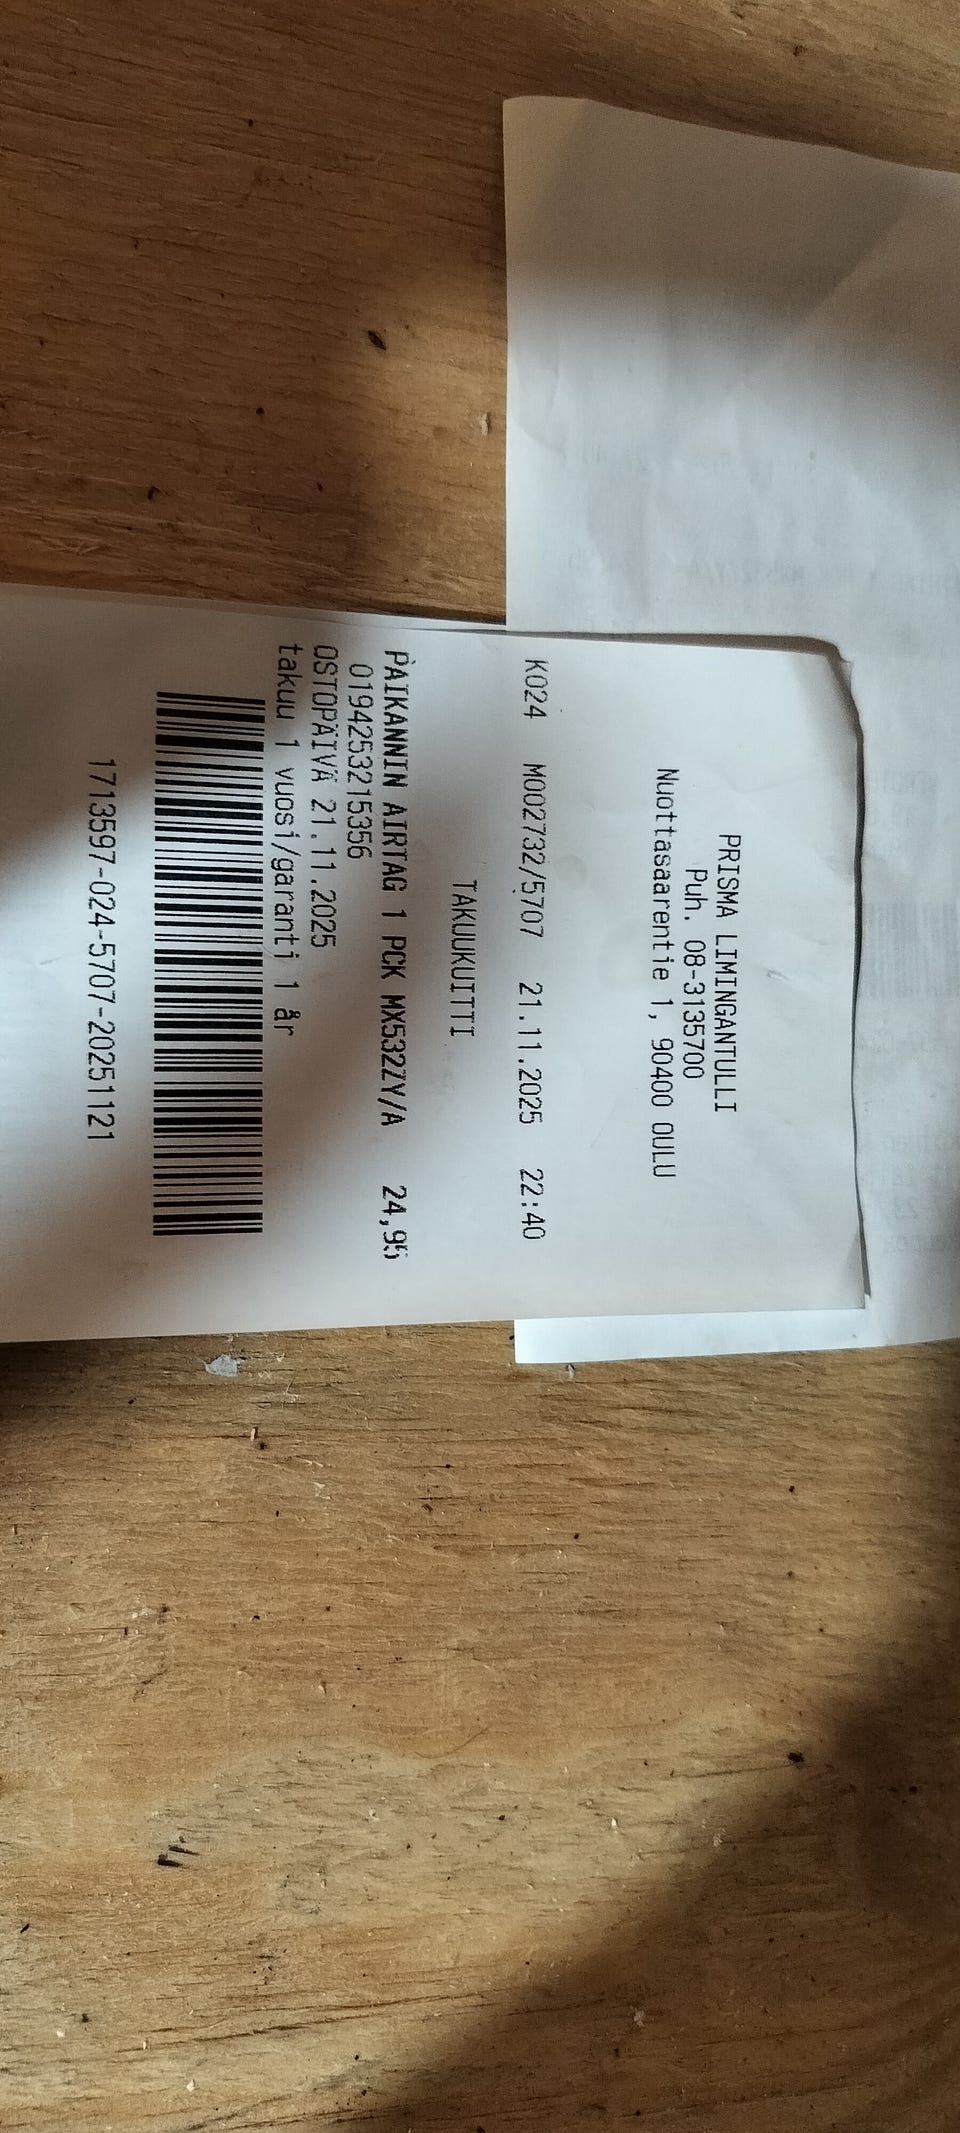 PRISMA LIMINGANTULLI
Puh. 08-3135700
Nuottasaarentie 1, 90400 OULU
K024 M002732/5707 21.11.2025 22:40
TAKUUKUITTI
PAIKANNIN AIRTAG 1 PCK MX532ZY/A 24,95
0194253215356
OSTOPÄIVÄ 21.11.2025
takuu 1 vuosi/garanti 1 år
1713597-024-5707-20251121